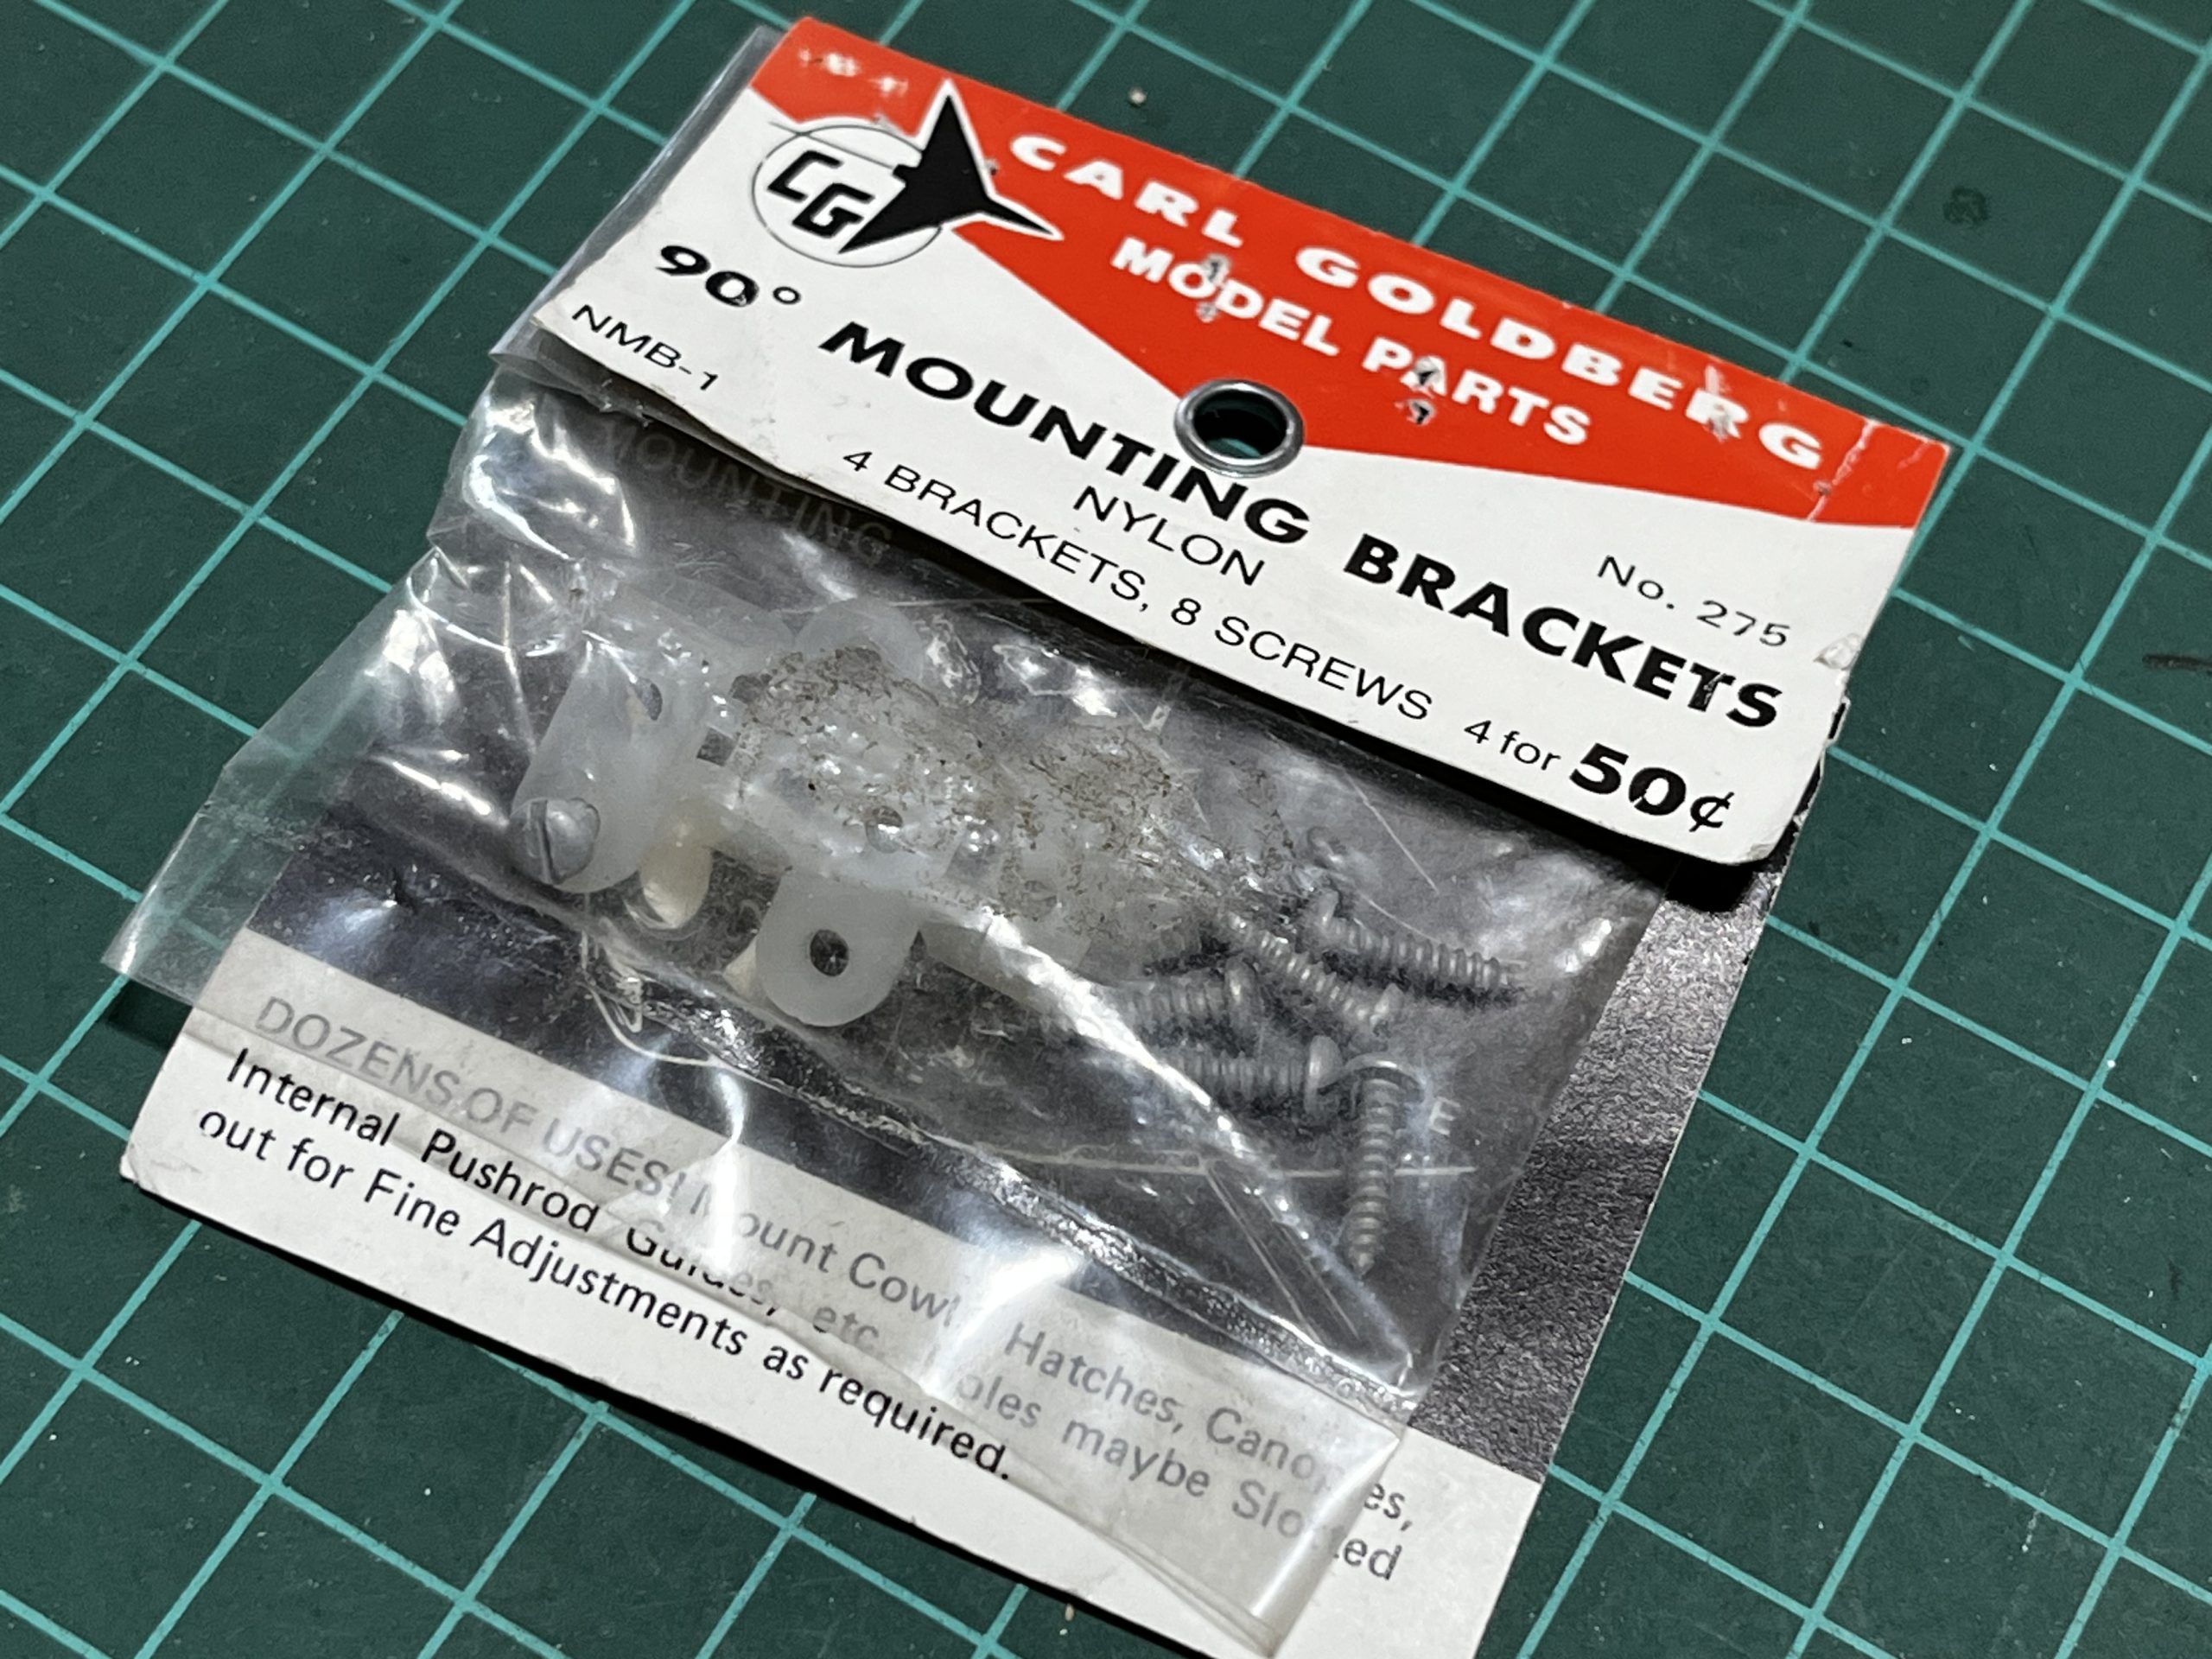 CG
CARL GOLDBERG
MODEL PARTS
90° MOUNTING BRACKETS
NMB-1
NYLON
No. 275
4 BRACKETS, 8 SCREWS 4 for 50¢
MOUNTING
E
DOZENS OF USES! Mount Cowls, Hatches, Canopies,
Internal Pushrod Guides, etc. Holes maybe Slotted
out for Fine Adjustments as required.